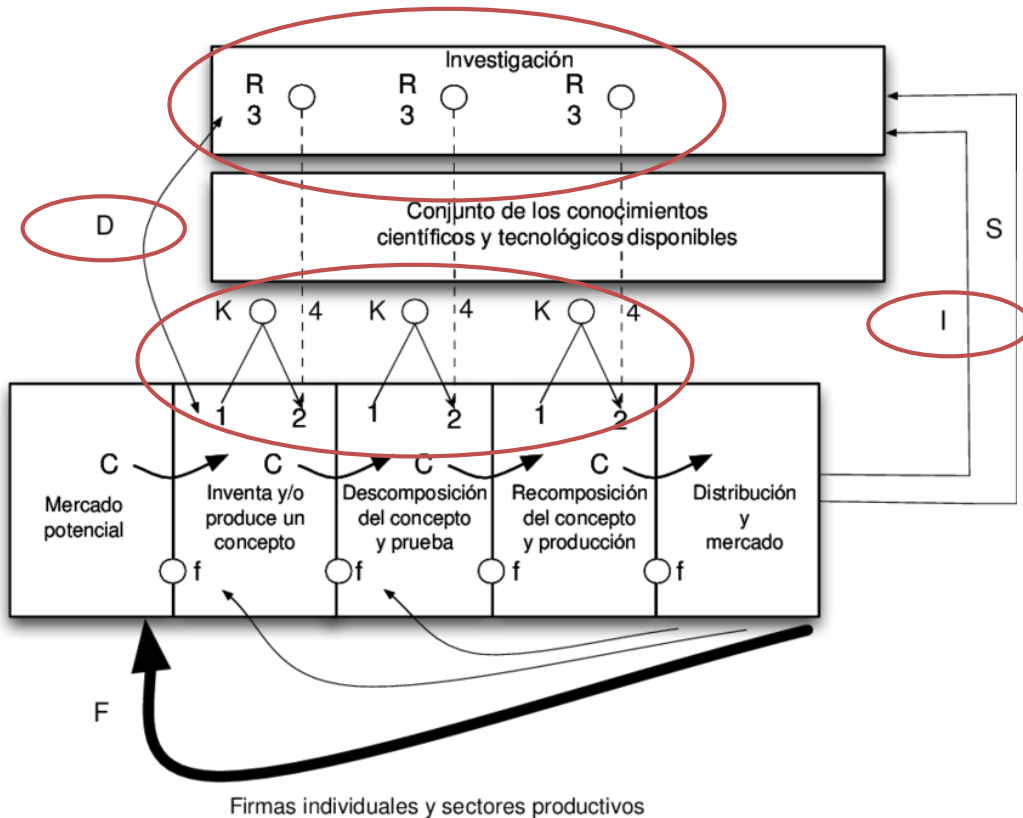 Investigación
R R R
3 3 3
D
Conjunto de los conocimientos
científicos y tecnológicos disponibles
S
K 4 K 4 K 4
I
1 2 1 2 1 2
C C C C
Mercado
potencial
Inventa y/o
produce un
concepto
Descomposición
del concepto
y prueba
Recomposición
del concepto
y producción
Distribución
y
mercado
f f f f
F
Firmas individuales y sectores productivos